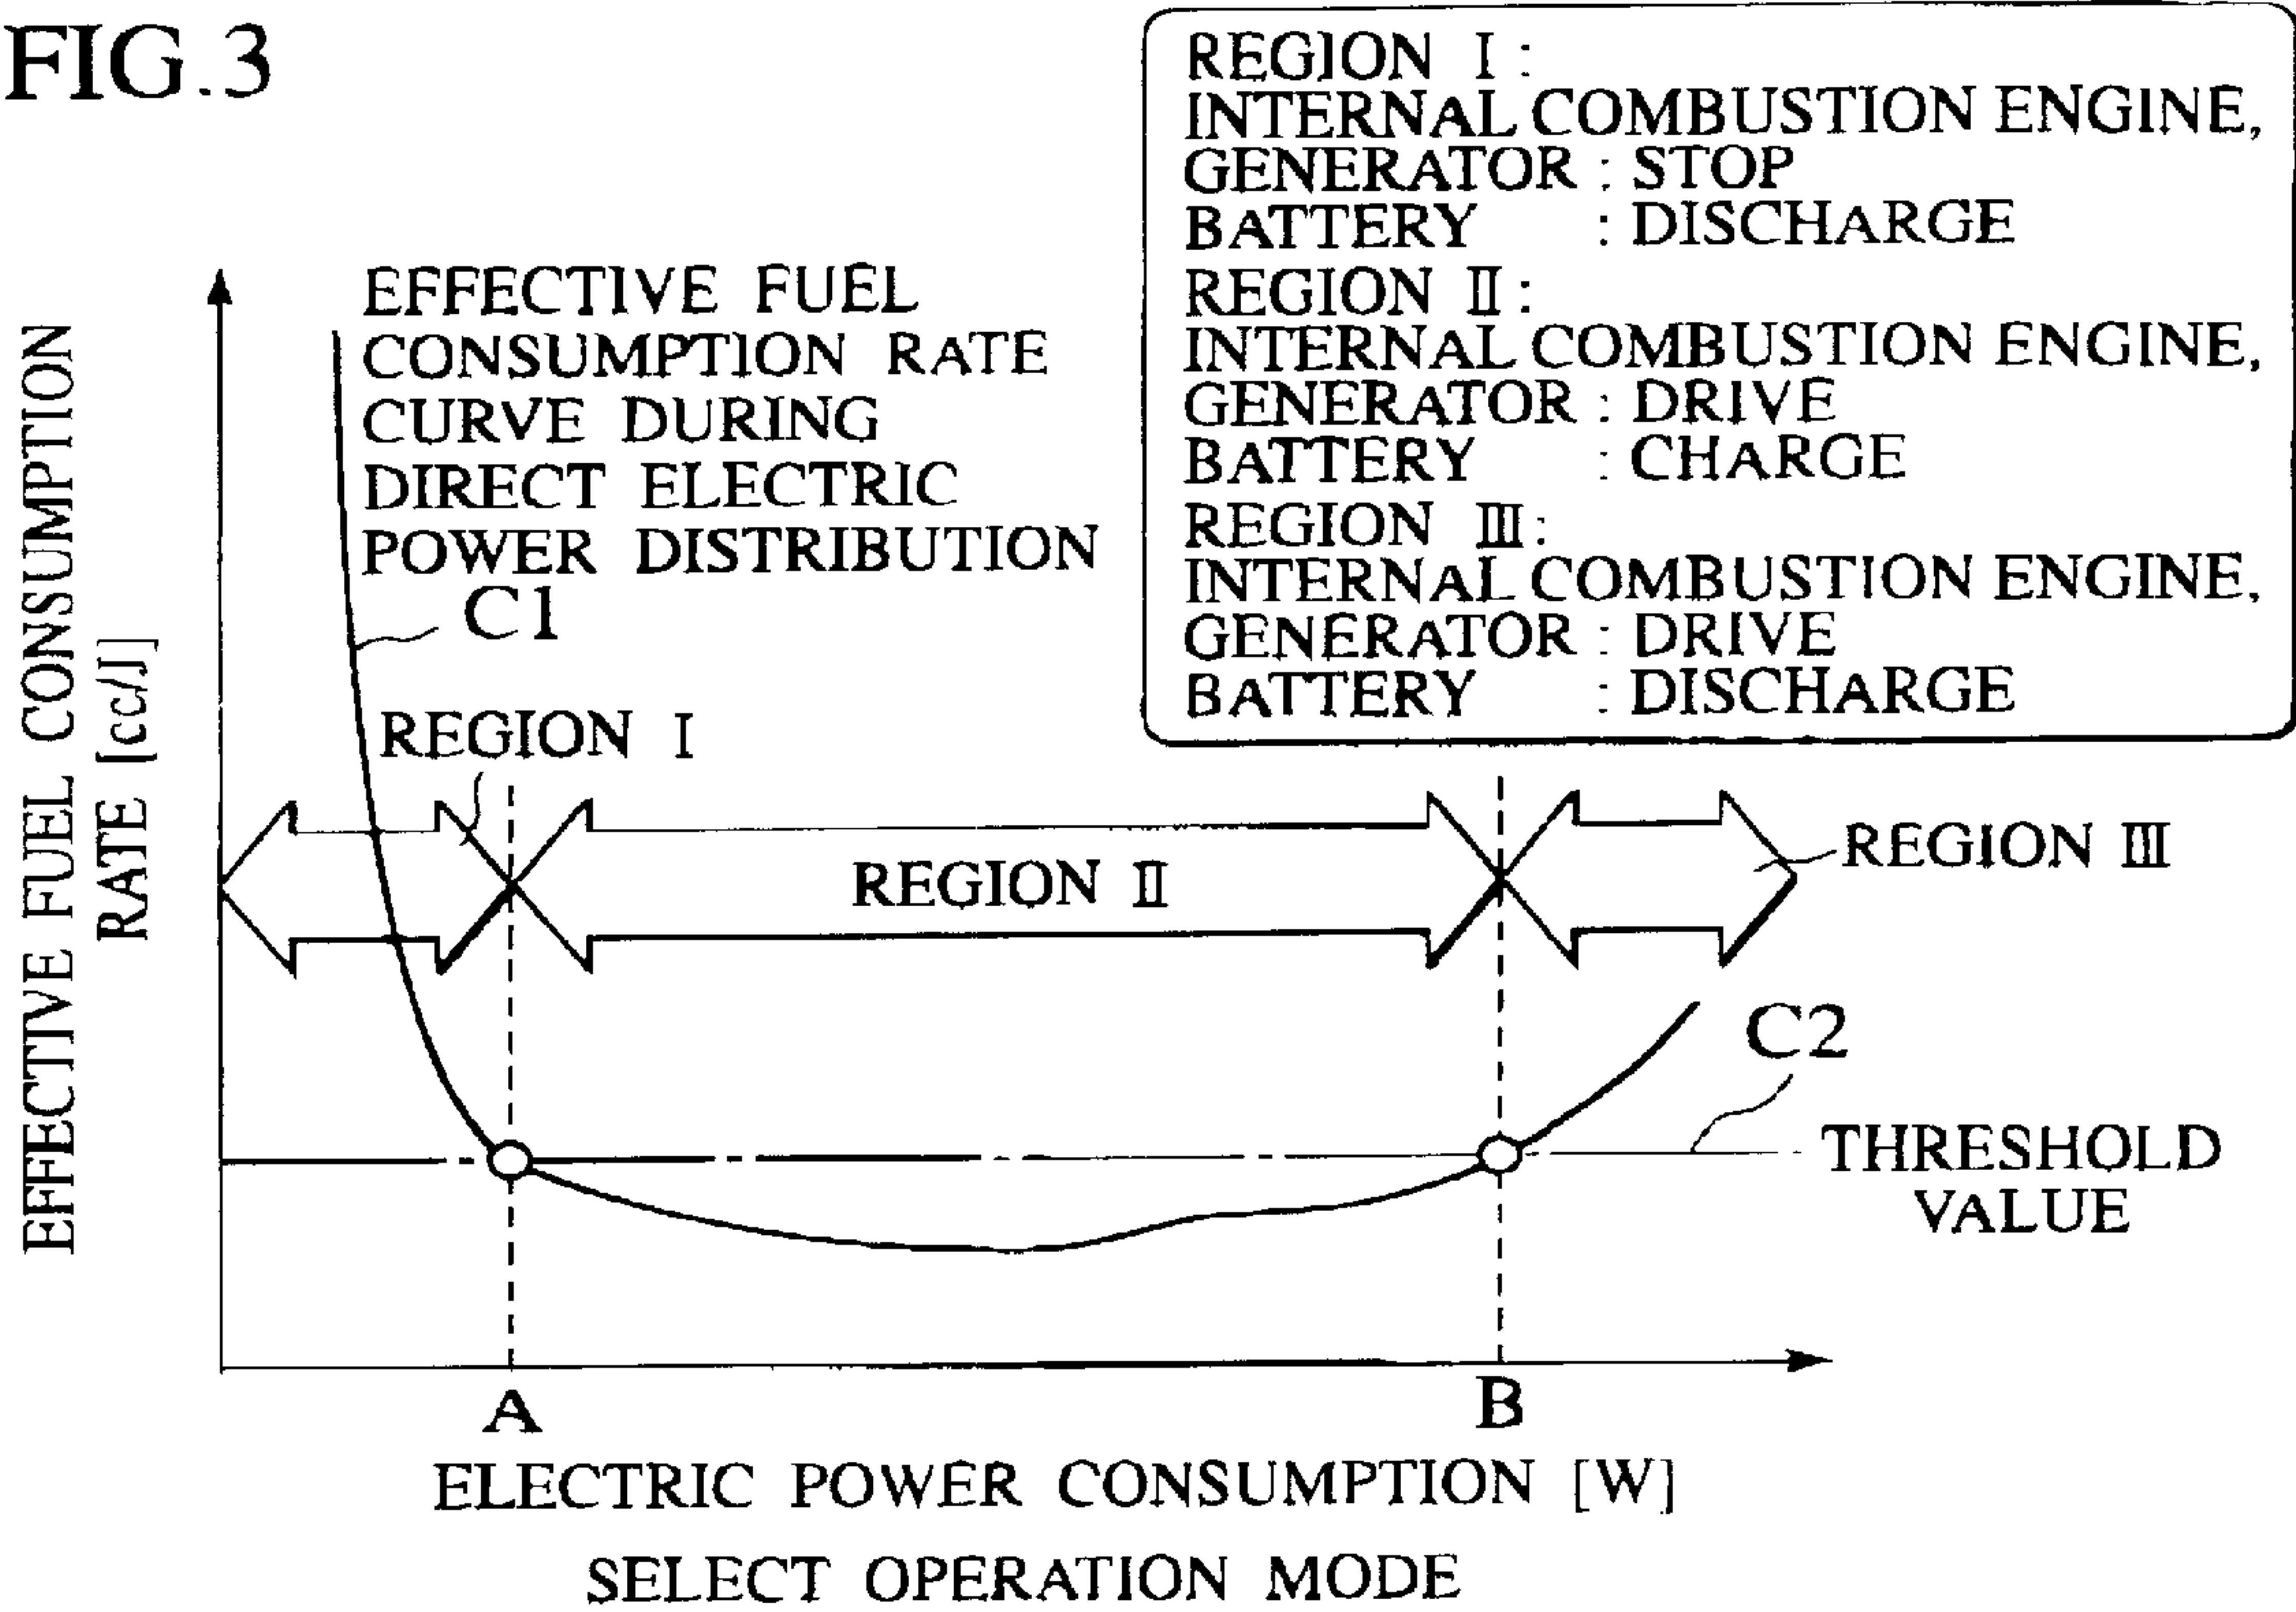 FIG.3
REGION I :
INTERNAL COMBUSTION ENGINE,
GENERATOR : STOP
BATTERY : DISCHARGE
REGION II :
INTERNAL COMBUSTION ENGINE,
GENERATOR : DRIVE
BATTERY : CHARGE
REGION III :
INTERNAL COMBUSTION ENGINE,
GENERATOR : DRIVE
BATTERY : DISCHARGE
EFFECTIVE FUEL CONSUMPTION
RATE [cc/J]
EFFECTIVE FUEL
CONSUMPTION RATE
CURVE DURING
DIRECT ELECTRIC
POWER DISTRIBUTION
C1
REGION I
REGION II
REGION III
C2
THRESHOLD
VALUE
A
B
ELECTRIC POWER CONSUMPTION [W]
SELECT OPERATION MODE